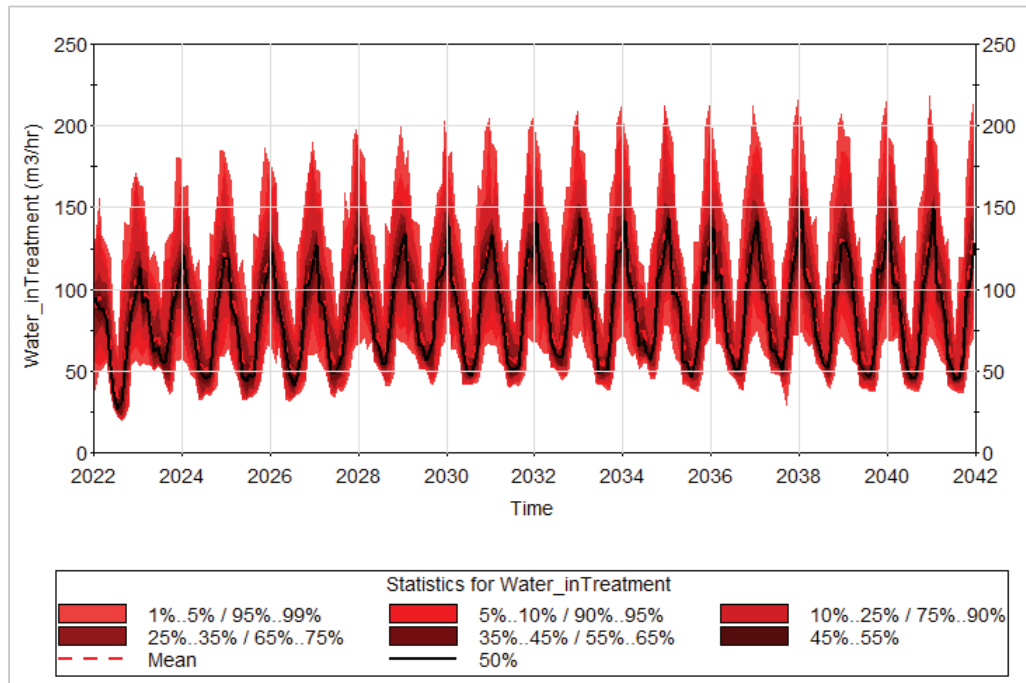 250 250
200 200
150 150
100 100
50 50
0 0
Water_inTreatment (m3/hr)
2022 2024 2026 2028 2030 2032 2034 2036 2038 2040 2042
Time
Statistics for Water_inTreatment
1%..5% / 95%..99% 5%..10% / 90%..95% 10%..25% / 75%..90%
25%..35% / 65%..75% 35%..45% / 55%..65% 45%..55%
Mean 50%